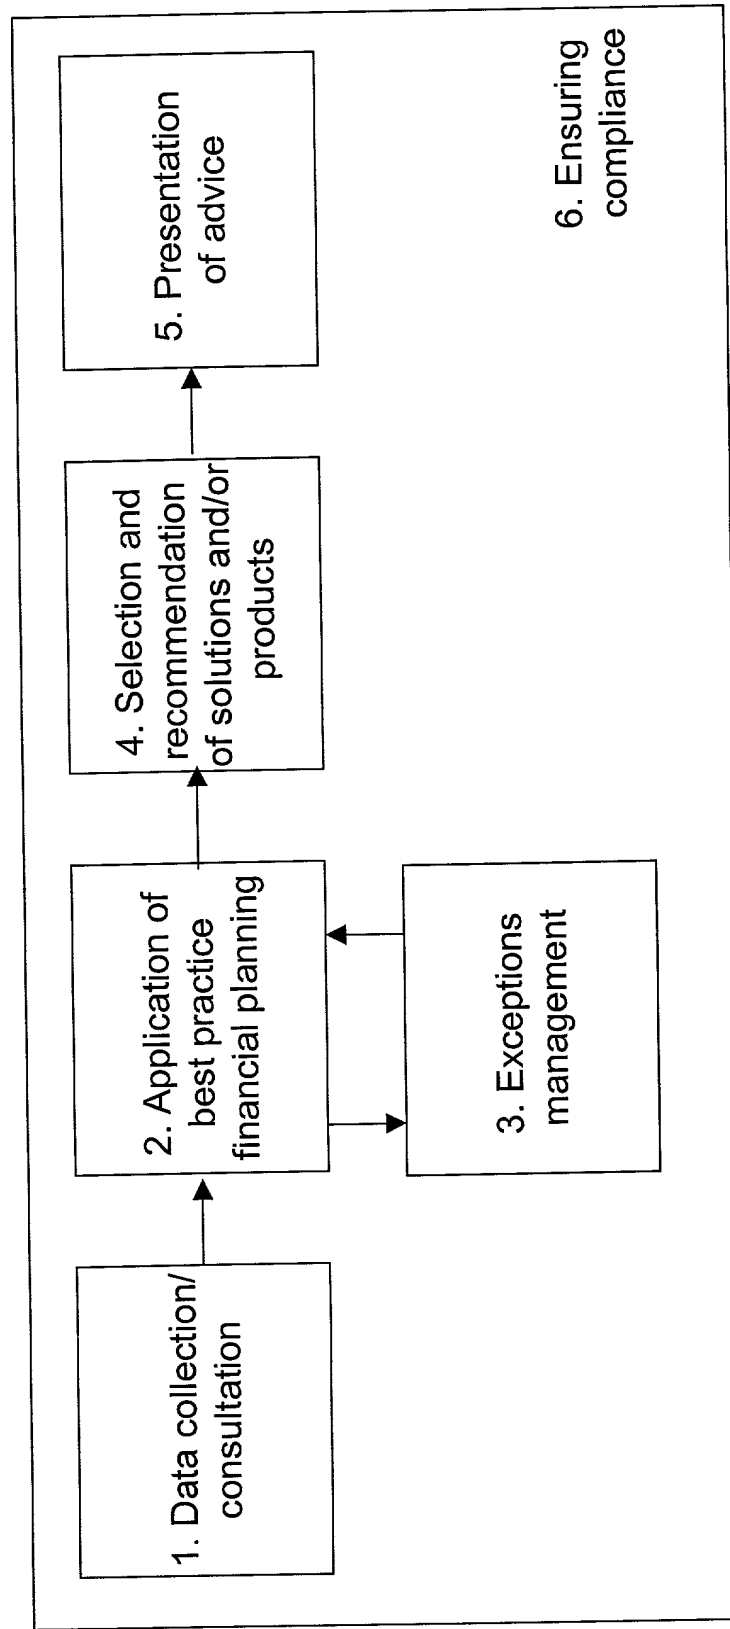 1. Data collection/
consultation
2. Application of
best practice
financial planning
3. Exceptions
management
4. Selection and
recommendation
of solutions and/or
products
5. Presentation
of advice
6. Ensuring
compliance